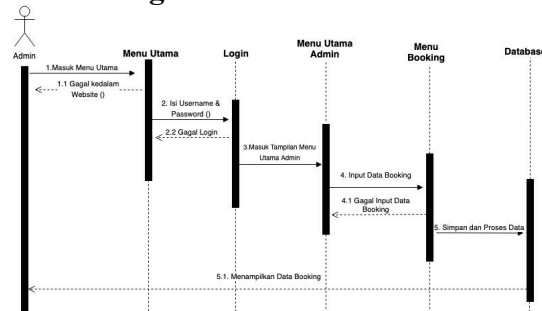 Admin
Menu Utama
Login
Menu Utama
Admin
Menu
Booking
Database
1.Masuk Menu Utama
1.1 Gagal kedalam
Website ()
2. Isi Username &
Password ()
2.2 Gagal Login
3.Masuk Tampilan Menu
Utama Admin
4. Input Data Booking
4.1 Gagal Input Data
Booking
5. Simpan dan Proses Data
5.1. Menampilkan Data Booking